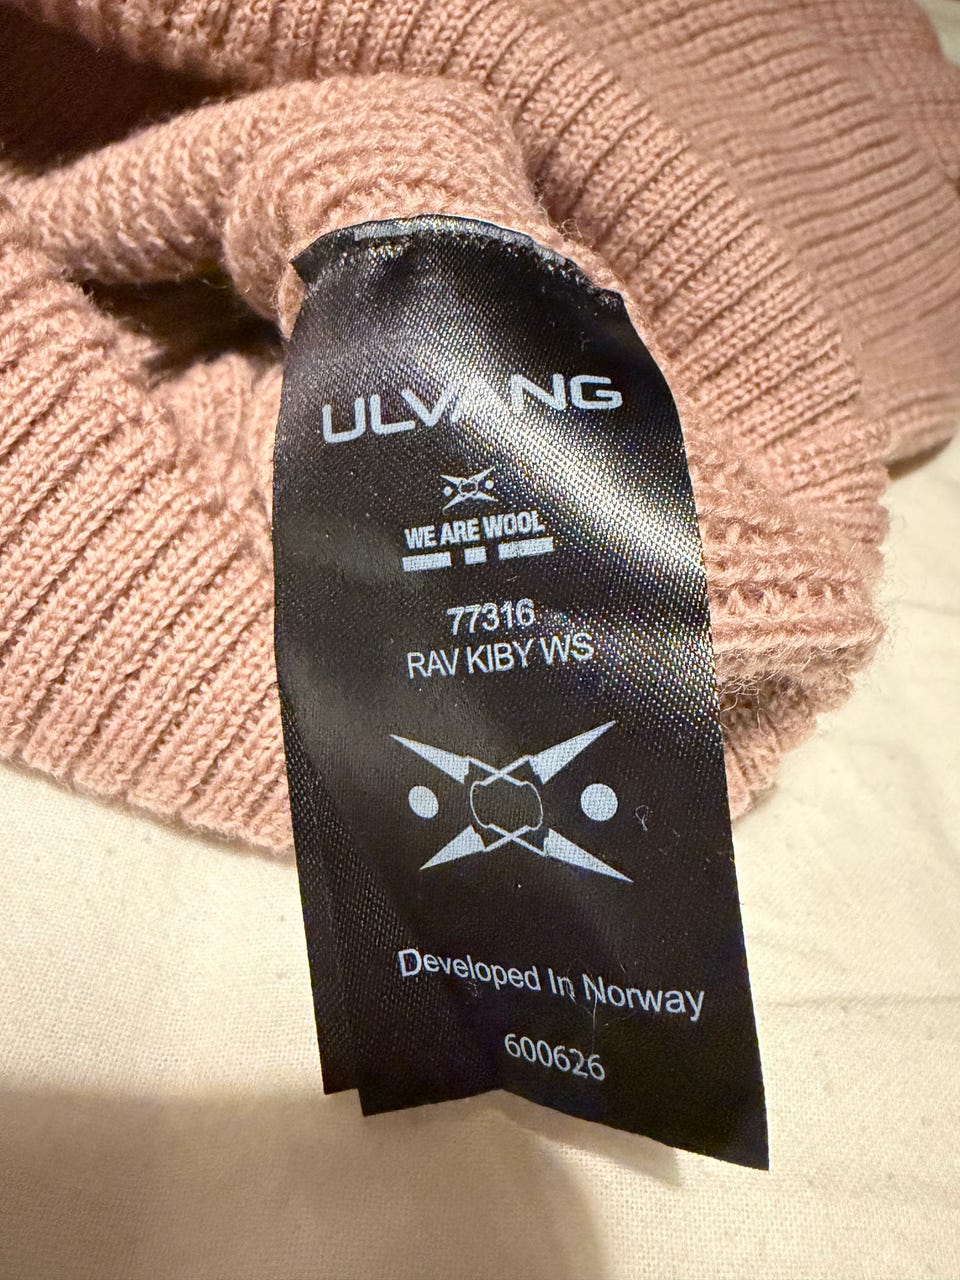 ULVANG
WE ARE WOOL
77316
RAV KIBY WS
Developed In Norway
600626